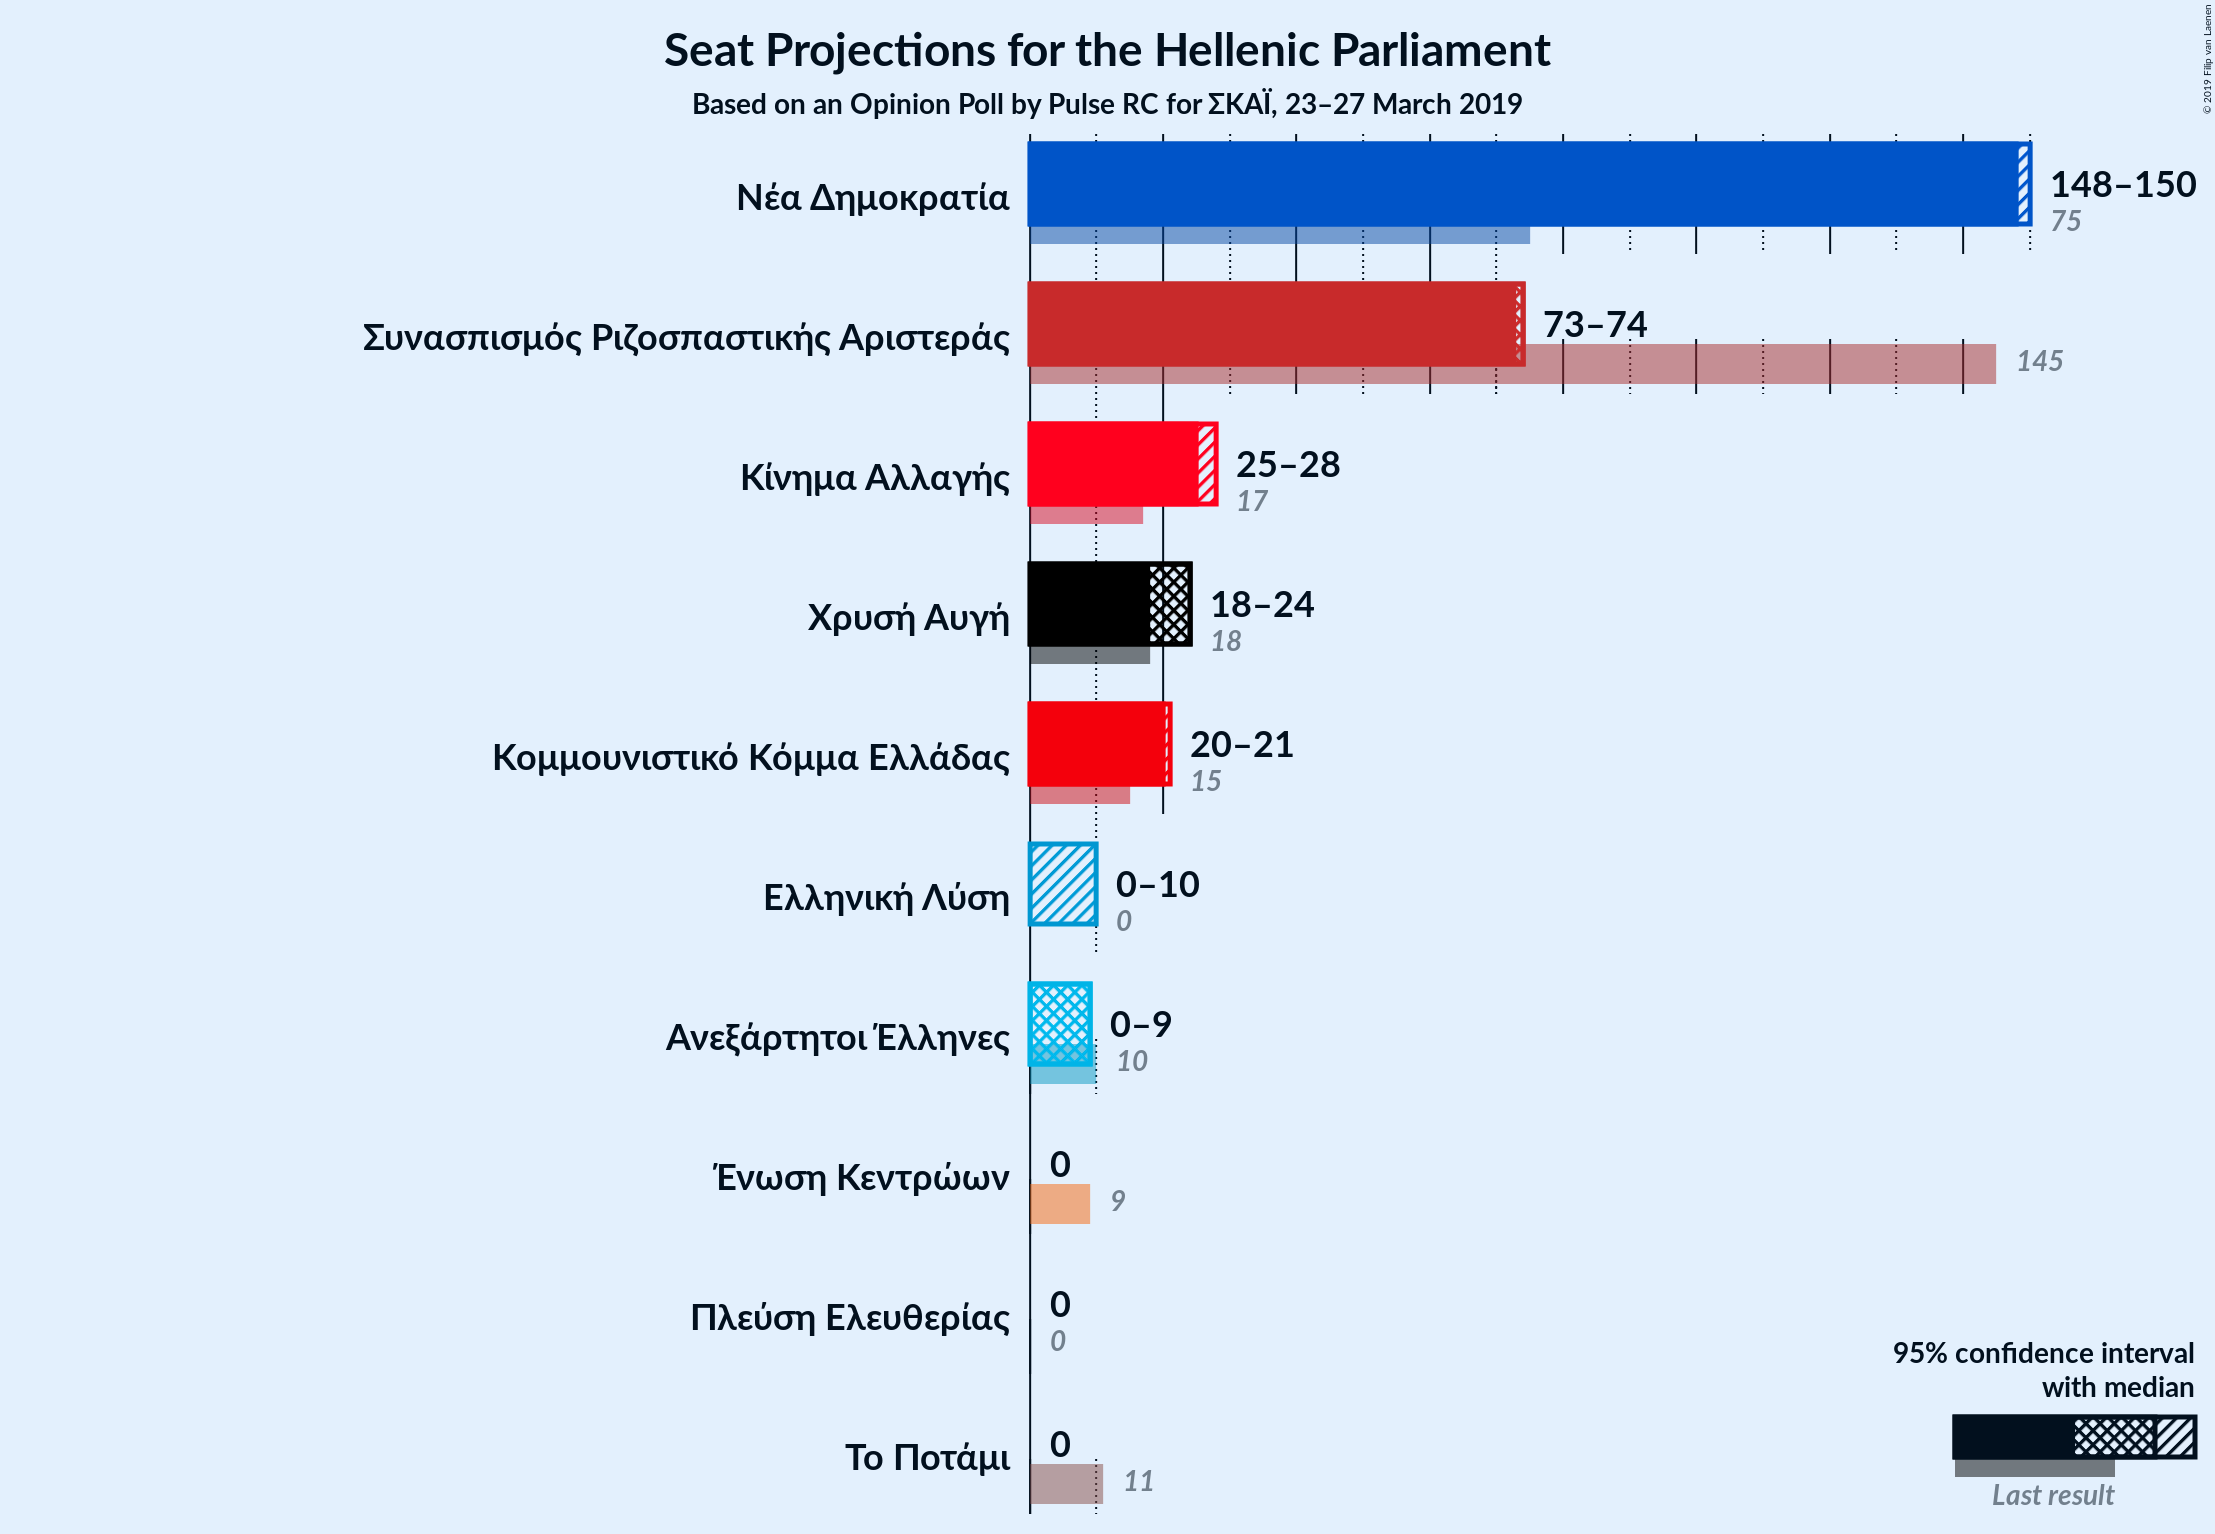 Seat Projections for the Hellenic Parliament
Based on an Opinion Poll by Pulse RC for ΣΚΑΪ, 23–27 March 2019
© 2019 Filip van Laenen
Νέα Δημοκρατία
148–150
75
Συνασπισμός Ριζοσπαστικής Αριστεράς
73–74
145
Κίνημα Αλλαγής
25–28
17
Χρυσή Αυγή
18–24
18
Κομμουνιστικό Κόμμα Ελλάδας
20–21
15
Ελληνική Λύση
0–10
0
Ανεξάρτητοι Έλληνες
0–9
10
Ένωση Κεντρώων
0
9
Πλεύση Ελευθερίας
0
0
Το Ποτάμι
0
11
95% confidence interval
with median
Last result